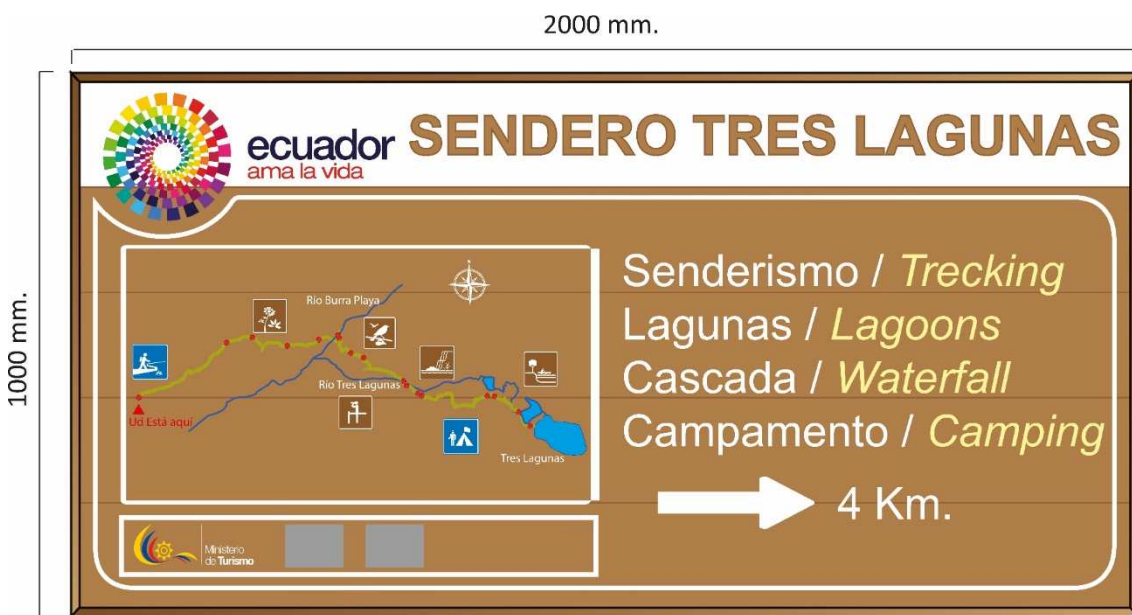 2000 mm.
1000 mm.
ecuador
ama la vida
SENDERO TRES LAGUNAS
Río Burra Playa
Río Tres Lagunas
Ud Está aquí
Tres Lagunas
Senderismo / Trecking
Lagunas / Lagoons
Cascada / Waterfall
Campamento / Camping
4 Km.
Ministerio
de Turismo